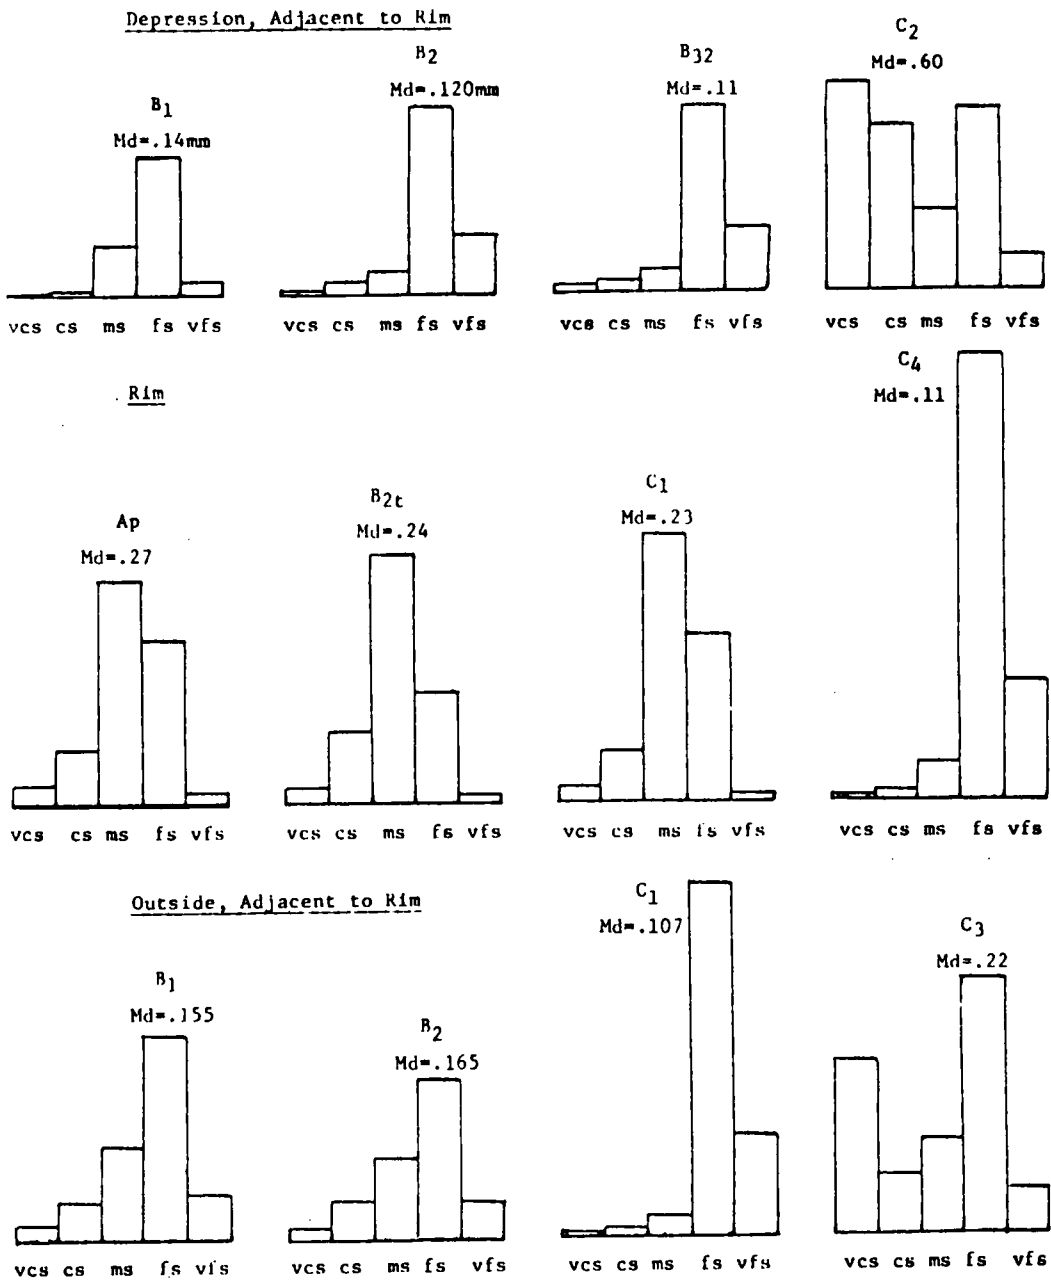 Depression, Adjacent to Rim
B1
Md=.14mm
vcs cs ms fs vfs
B2
Md=.120mm
vcs cs ms fs vfs
B32
Md=.11
vcs cs ms fs vfs
C2
Md=.60
vcs cs ms fs vfs
Rim
Ap
Md=.27
vcs cs ms fs vfs
B2t
Md=.24
vcs cs ms fs vfs
C1
Md=.23
vcs cs ms fs vfs
C4
Md=.11
vcs cs ms fs vfs
Outside, Adjacent to Rim
B1
Md=.155
vcs cs ms fs vfs
B2
Md=.165
vcs cs ms fs vfs
C1
Md=.107
vcs cs ms fs vfs
C3
Md=.22
vcs cs ms fs vfs